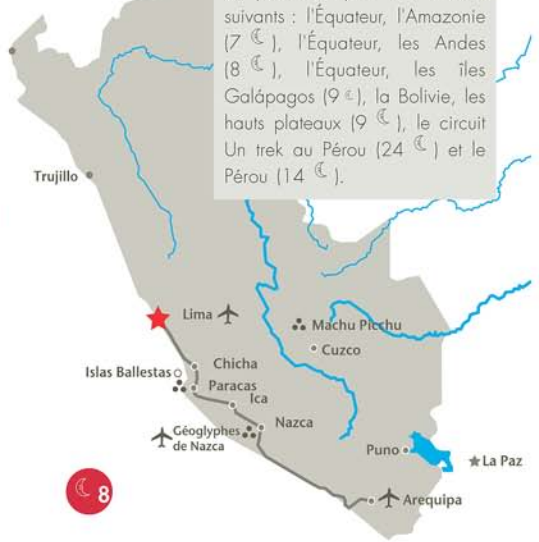 suivants : l'Équateur, l'Amazonie
(7 ☾), l'Équateur, les Andes
(8 ☾), l'Équateur, les îles
Galápagos (9 ☾), la Bolivie, les
hauts plateaux (9 ☾), le circuit
Un trek au Pérou (24 ☾) et le
Pérou (14 ☾).
Trujillo
Lima
Machu Picchu
Cuzco
Chicha
Islas Ballestas
Paracas
Ica
Nazca
Géoglyphes
de Nazca
Puno
La Paz
Arequipa
☾ 8